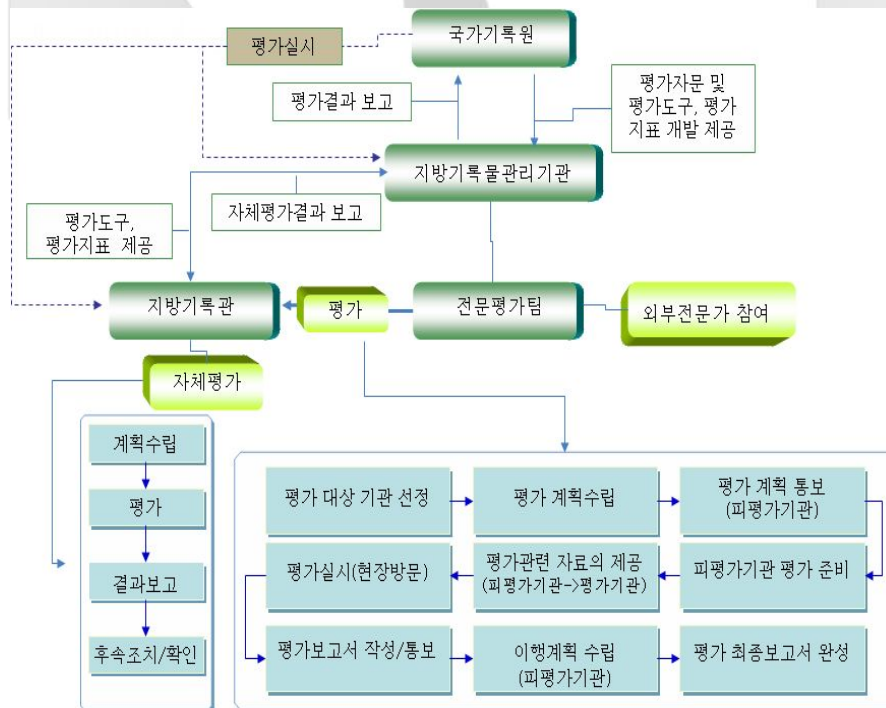 평가실시
국가기록원
평가결과 보고
평가자문 및
평가도구, 평가
지표 개발 제공
지방기록물관리기관
자체평가결과 보고
평가도구,
평가지표 제공
지방기록관
평가
전문평가팀
외부전문가 참여
자체평가
계획수립
평가
결과보고
후속조치/확인
평가 대상 기관 선정
평가 계획수립
평가 계획 통보
(피평가기관)
평가실시(현장방문)
평가관련 자료의 제공
(피평가기관->평가기관)
피평가기관 평가 준비
평가보고서 작성/통보
이행계획 수립
(피평가기관)
평가 최종보고서 완성